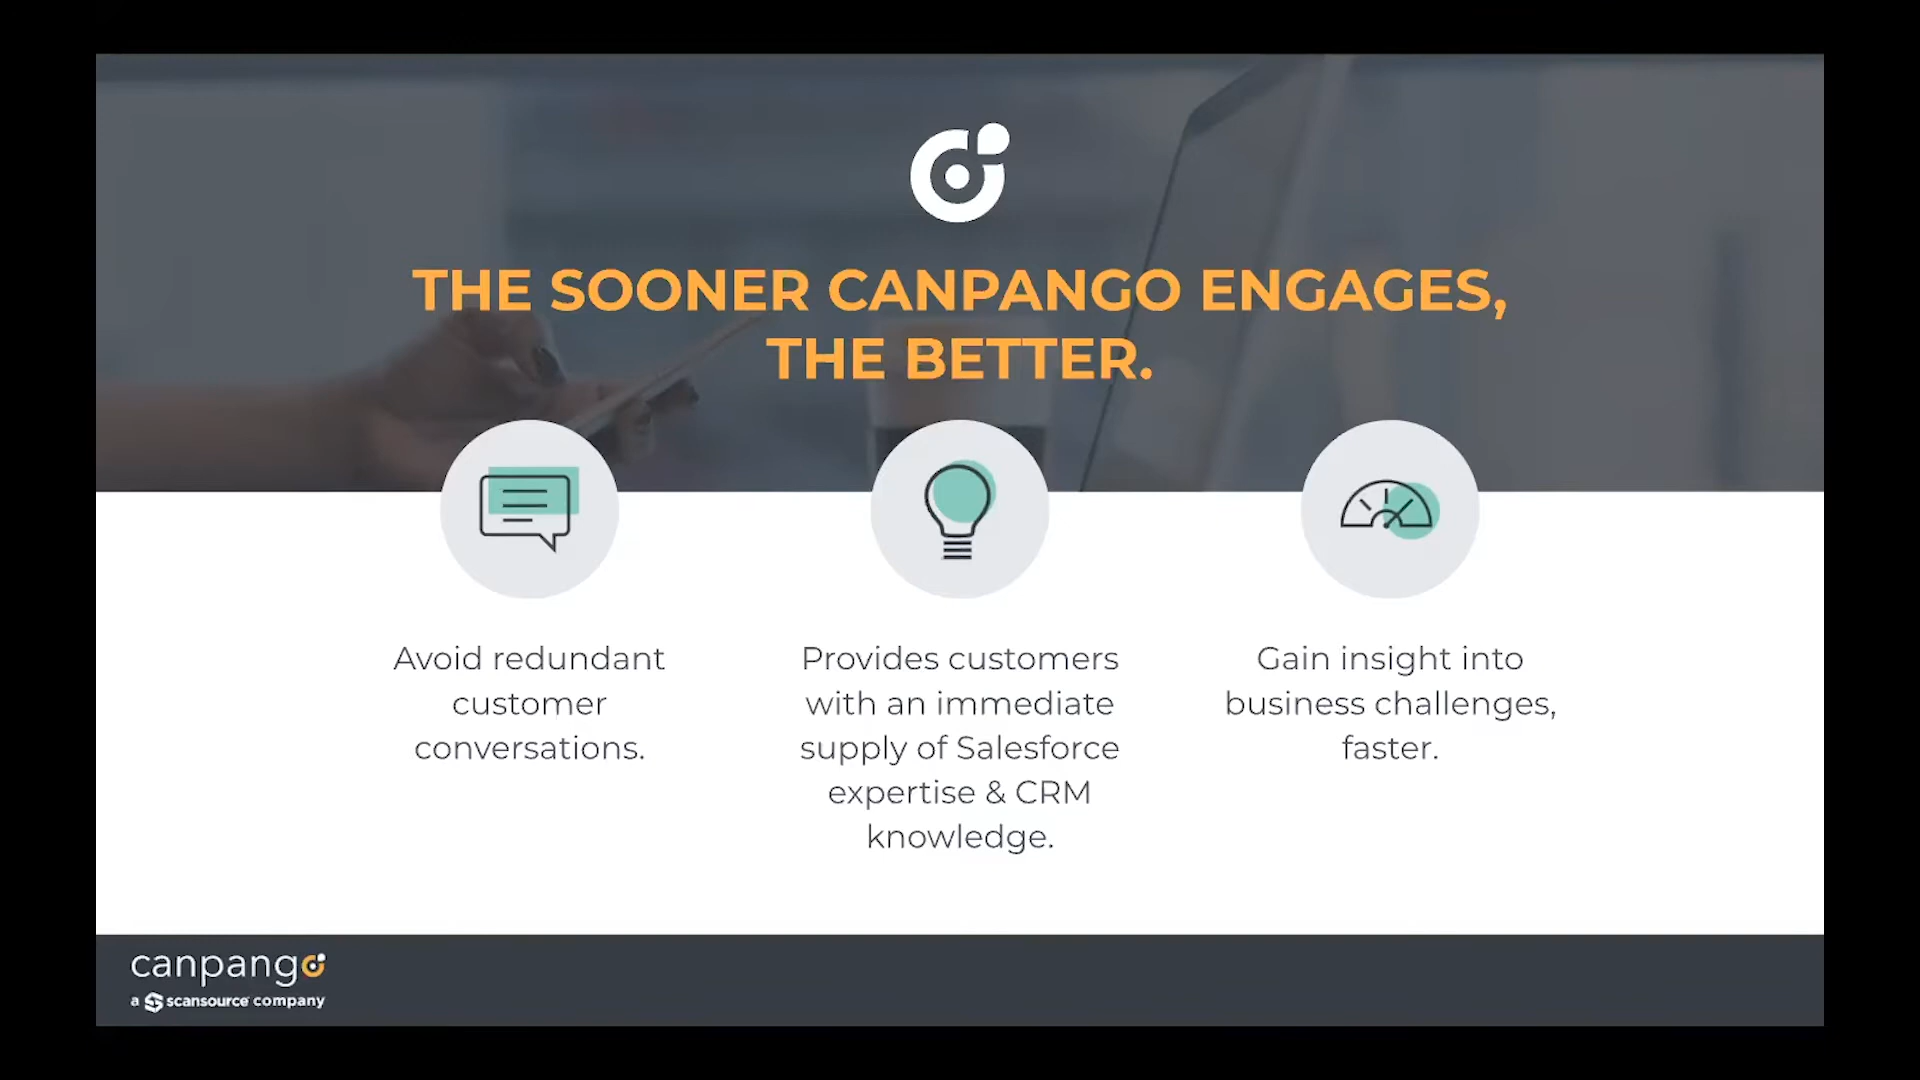 THE SOONER CANPANGO ENGAGES,
THE BETTER.
Avoid redundant
customer
conversations.
Provides customers
with an immediate
supply of Salesforce
expertise & CRM
knowledge.
Gain insight into
business challenges,
faster.
canpango
a scansource company